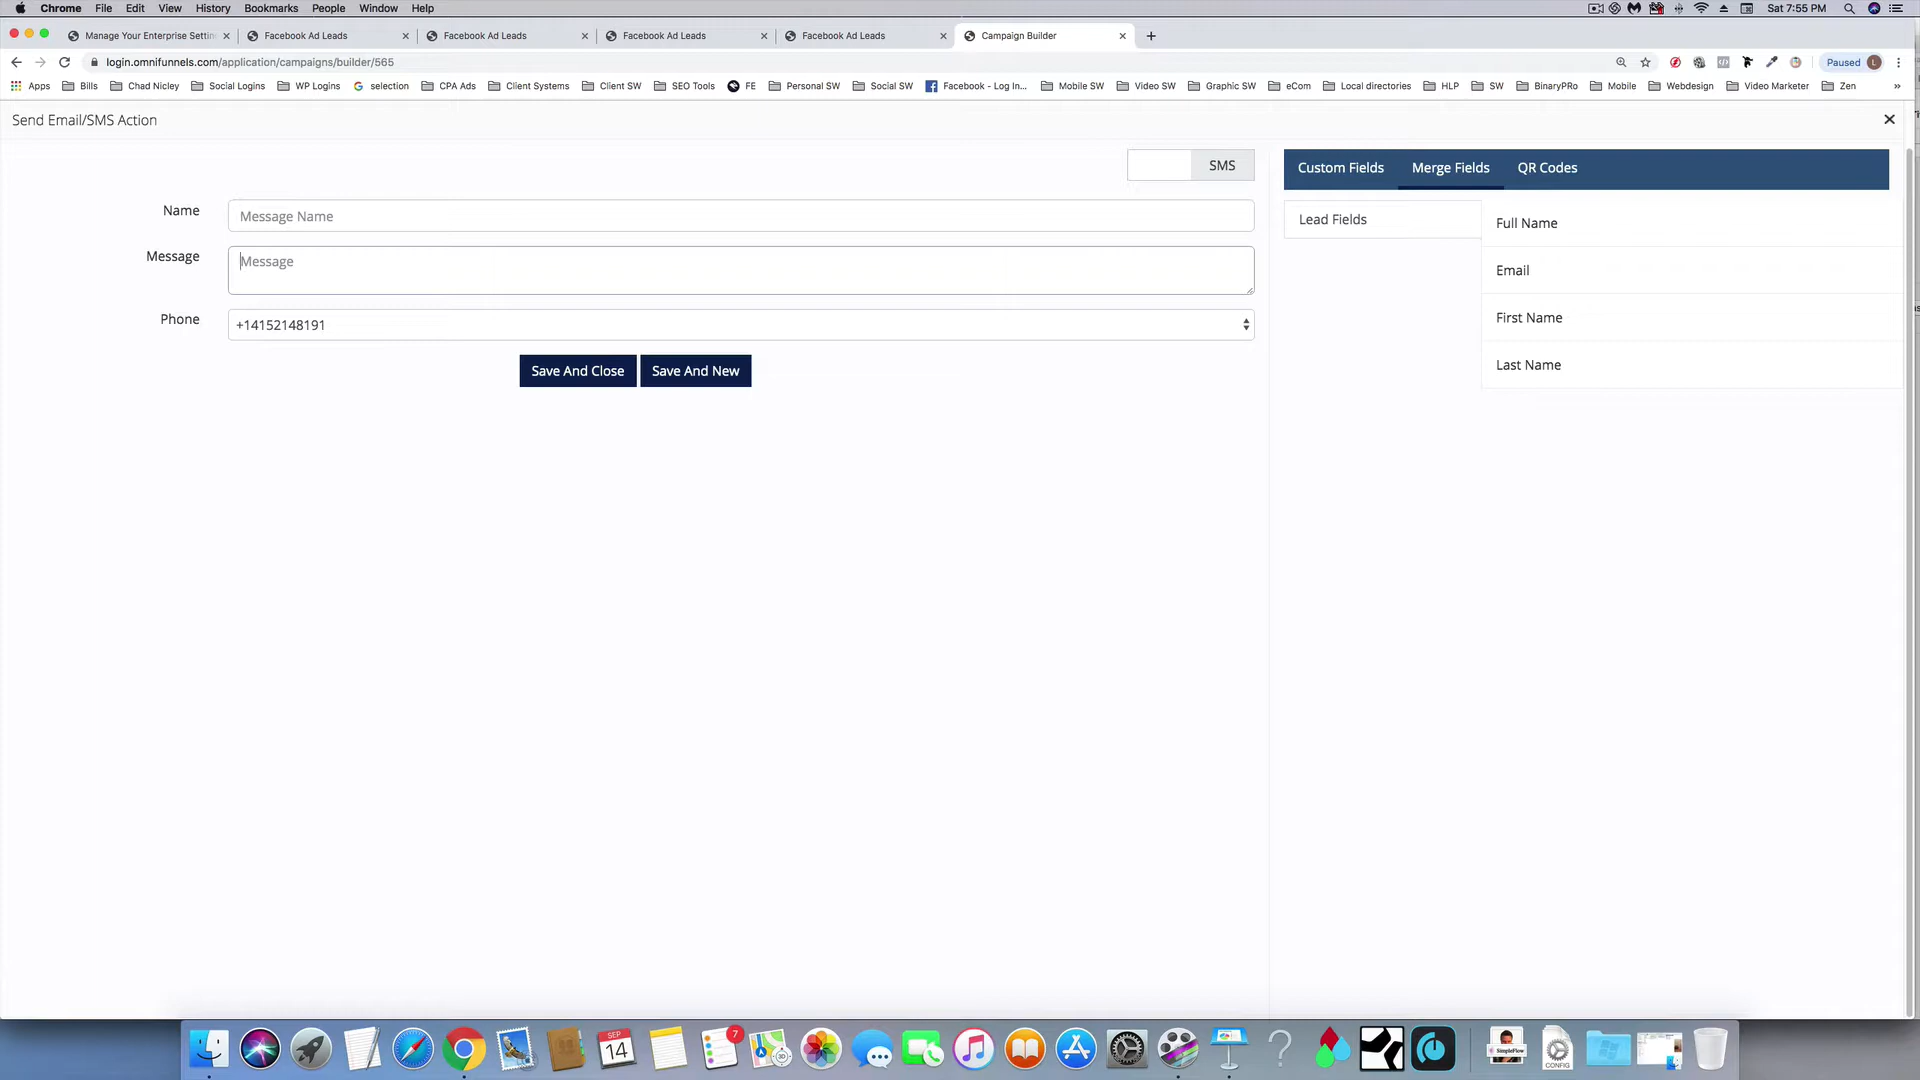 Chrome File Edit View History Bookmarks People Window Help Sat 7:55 PM
Manage Your Enterprise Settin Facebook Ad Leads Facebook Ad Leads Facebook Ad Leads Facebook Ad Leads Campaign Builder
login.omnifunnels.com/application/campaigns/builder/565 Paused L
Apps Bills Chad Nicley Social Logins WP Logins selection CPA Ads Client Systems Client SW SEO Tools FE Personal SW Social SW Facebook - Log In... Mobile SW Video SW Graphic SW eCom Local directories HLP SW BinaryPRo Mobile Webdesign Video Marketer Zen »
Send Email/SMS Action
SMS
Custom Fields Merge Fields QR Codes
Name Message Name
Lead Fields
Full Name
Message Message
Email
First Name
Phone +14152148191
Last Name
Save And Close Save And New
SEP
14
7
3D
SIMPLEFLOW
CONFIG